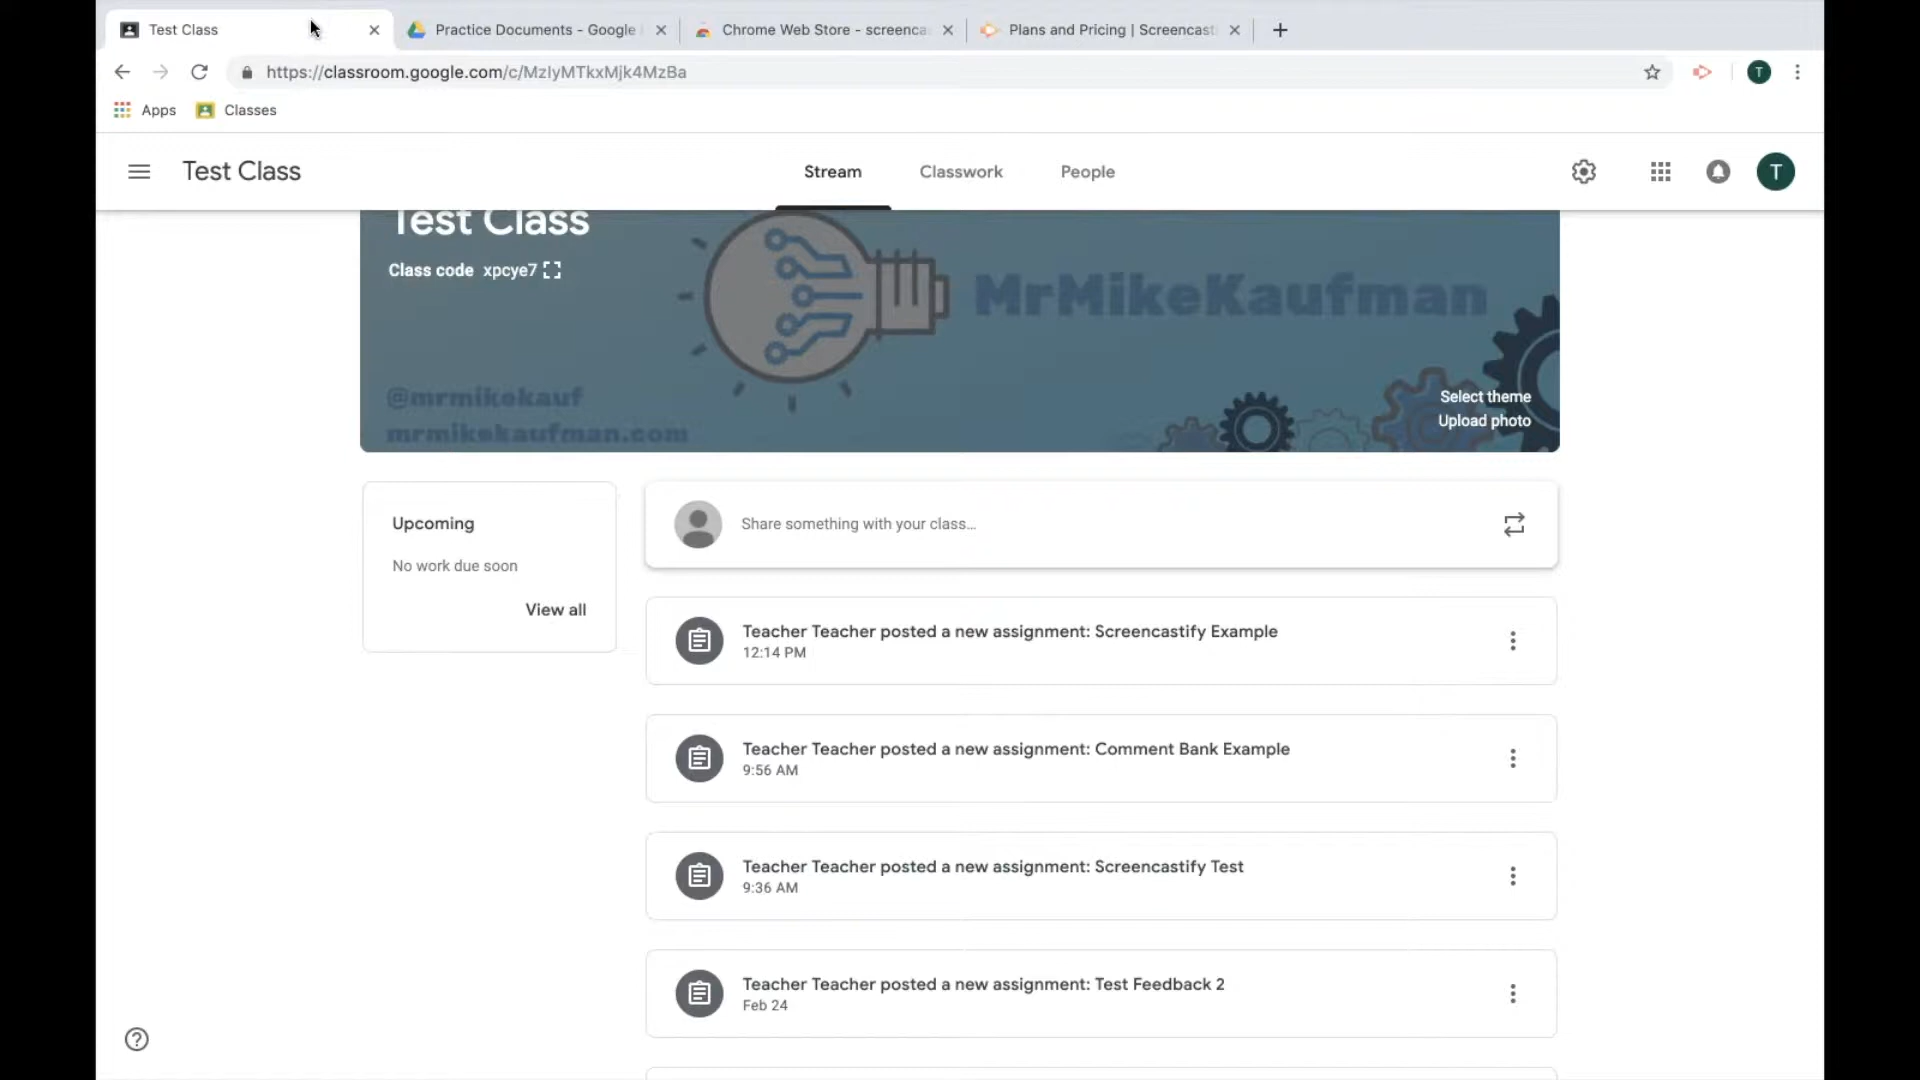 Test Class
Practice Documents - Google
Chrome Web Store - screenca
Plans and Pricing | Screencast
https://classroom.google.com/c/MzIyMTkxMjk4MzBa
T
Apps
Classes
Test Class
Stream
Classwork
People
T
Test Class
Class code xpcye7
MrMikeKaufman
@mrmikekauf
mrmikekaufman.com
Select theme
Upload photo
Upcoming
No work due soon
View all
Share something with your class...
Teacher Teacher posted a new assignment: Screencastify Example
12:14 PM
Teacher Teacher posted a new assignment: Comment Bank Example
9:56 AM
Teacher Teacher posted a new assignment: Screencastify Test
9:36 AM
Teacher Teacher posted a new assignment: Test Feedback 2
Feb 24